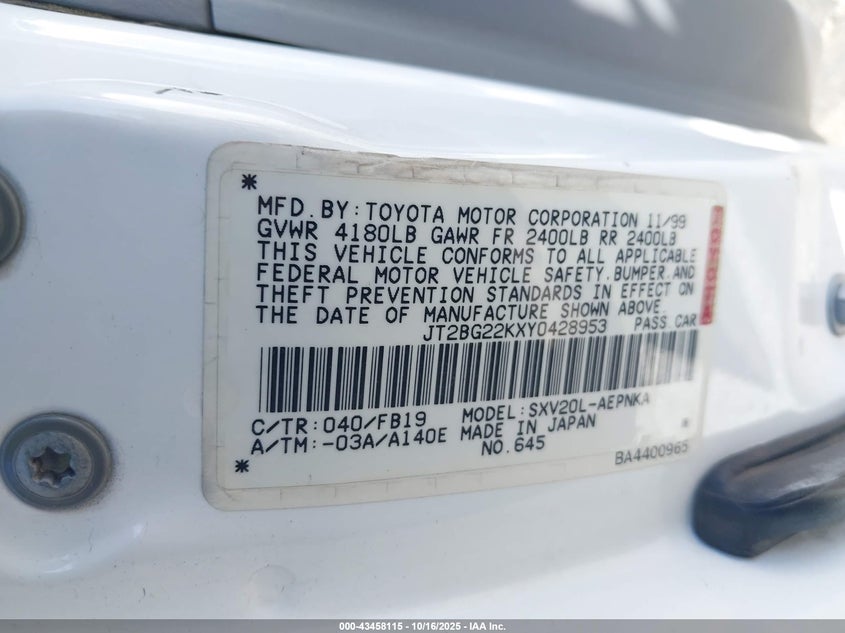 MFD.BY:TOYOTA MOTOR CORPORATION 11/99
GVWR 4180LB GAWR FR 2400LB RR 2400LB
THIS VEHICLE CONFORMS TO ALL APPLICABLE
FEDERAL MOTOR VEHICLE SAFETY.BUMPER.AND
THEFT PREVENTION STANDARDS IN EFFECT ON
THE DATE OF MANUFACTURE SHOWN ABOVE.
JT2BG22KXY0428953 PASS CAR
C/TR:040/FB19 MODEL:SXV20L-AEPNKA
A/TM:-03A/A140E MADE IN JAPAN
NO.645
BA4400965
000-43458115 - 10/16/2025 - IAA Inc.